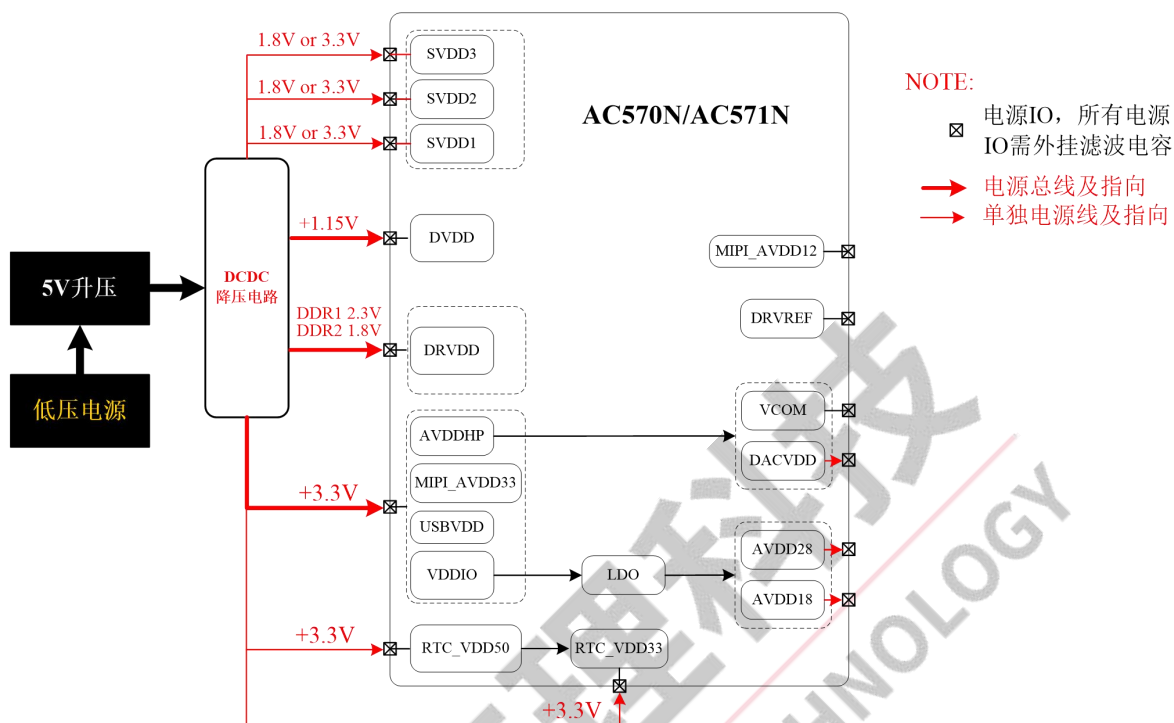 1.8V or 3.3V
SVDD3
1.8V or 3.3V
SVDD2
1.8V or 3.3V
SVDD1
AC570N/AC571N
NOTE:
电源IO，所有电源
IO需外挂滤波电容
电源总线及指向
单独电源线及指向
+1.15V
DVDD
MIPI_AVDD12
5V升压
DCDC
降压电路
DDR1 2.3V
DDR2 1.8V
DRVDD
DRVREF
低压电源
AVDDHP
VCOM
DACVDD
MIPI_AVDD33
+3.3V
USBVDD
VDDIO
LDO
AVDD28
AVDD18
+3.3V
RTC_VDD50
RTC_VDD33
+3.3V
理科技
HNOLOGY